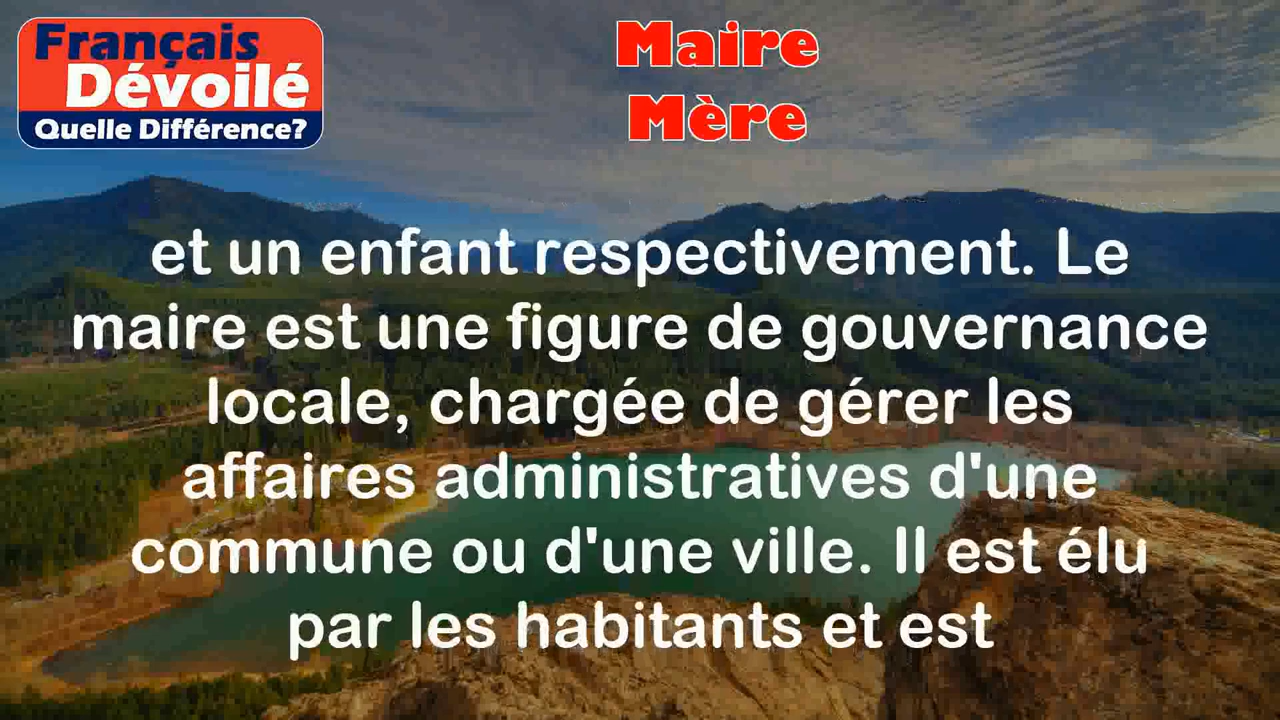 Français
Dévoilé
Quelle Différence?
Maire
Mère
et un enfant respectivement. Le
maire est une figure de gouvernance
locale, chargée de gérer les
affaires administratives d'une
commune ou d'une ville. Il est élu
par les habitants et est